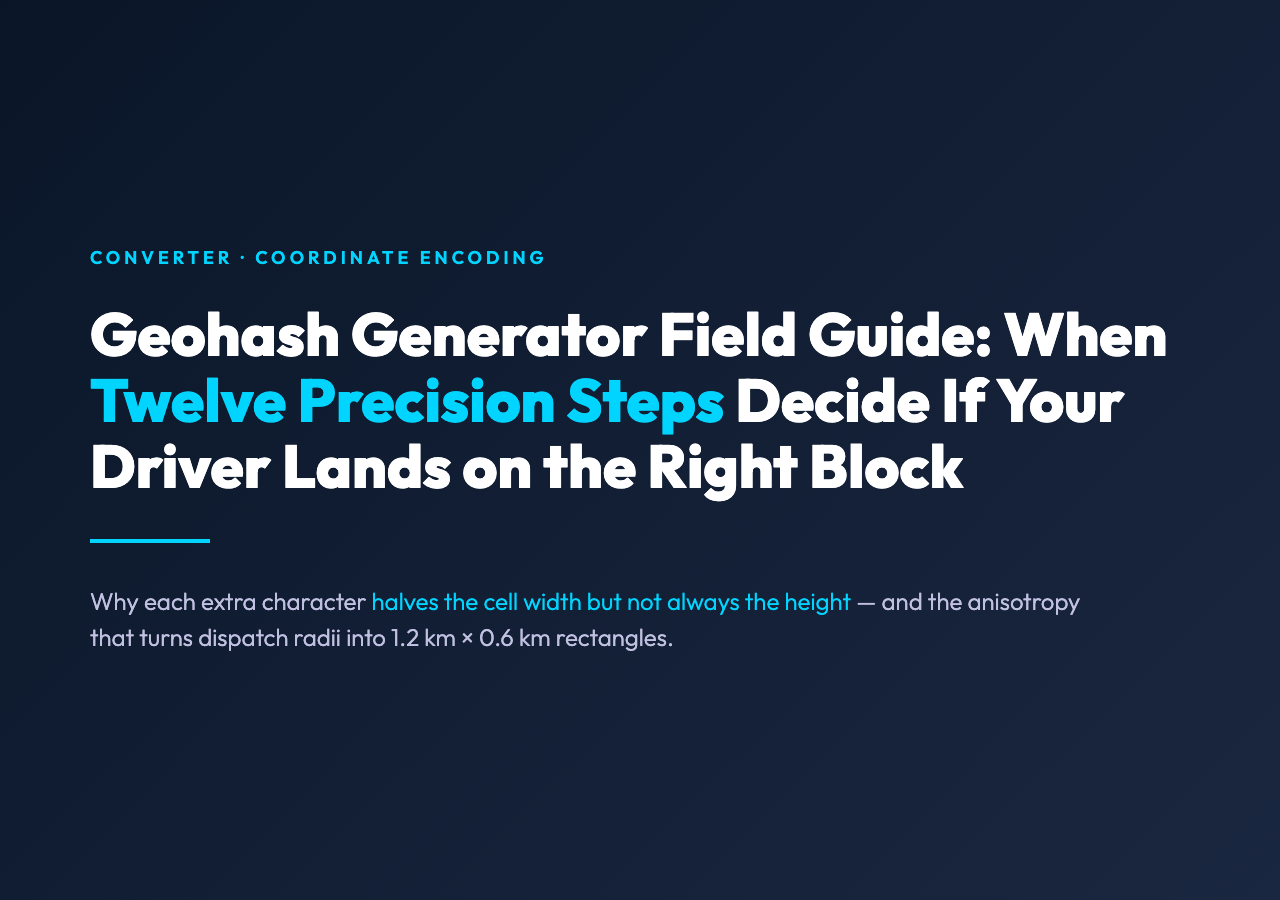 CONVERTER · COORDINATE ENCODING
Geohash Generator Field Guide: When
Twelve Precision Steps Decide If Your
Driver Lands on the Right Block
Why each extra character halves the cell width but not always the height — and the anisotropy
that turns dispatch radii into 1.2 km × 0.6 km rectangles.